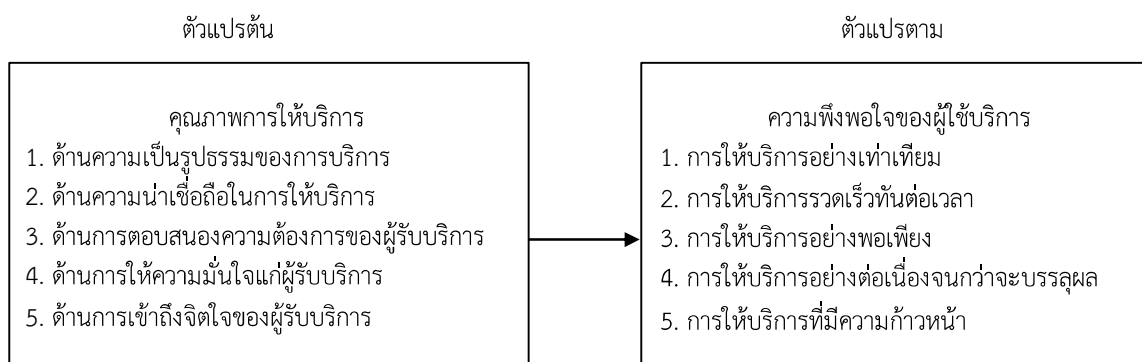 ตัวแปรต้น
คุณภาพการให้บริการ
1. ด้านความเป็นรูปธรรมของการบริการ
2. ด้านความน่าเชื่อถือในการให้บริการ
3. ด้านการตอบสนองความต้องการของผู้รับบริการ
4. ด้านการให้ความมั่นใจแก่ผู้รับบริการ
5. ด้านการเข้าถึงจิตใจของผู้รับบริการ
ตัวแปรตาม
ความพึงพอใจของผู้ใช้บริการ
1. การให้บริการอย่างเท่าเทียม
2. การให้บริการรวดเร็วทันต่อเวลา
3. การให้บริการอย่างพอเพียง
4. การให้บริการอย่างต่อเนื่องจนกว่าจะบรรลุผล
5. การให้บริการที่มีความก้าวหน้า